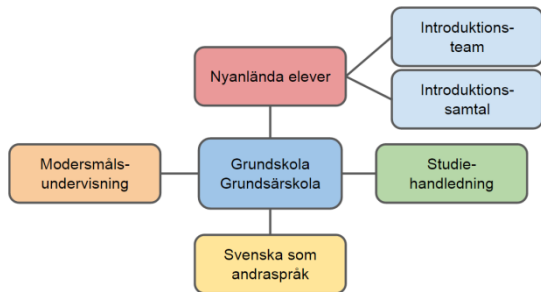 Introduktions-
team
Nyanlända elever
Introduktions-
samtal
Modersmåls-
undervisning
Grundskola
Grundsärskola
Studie-
handledning
Svenska som
andraspråk